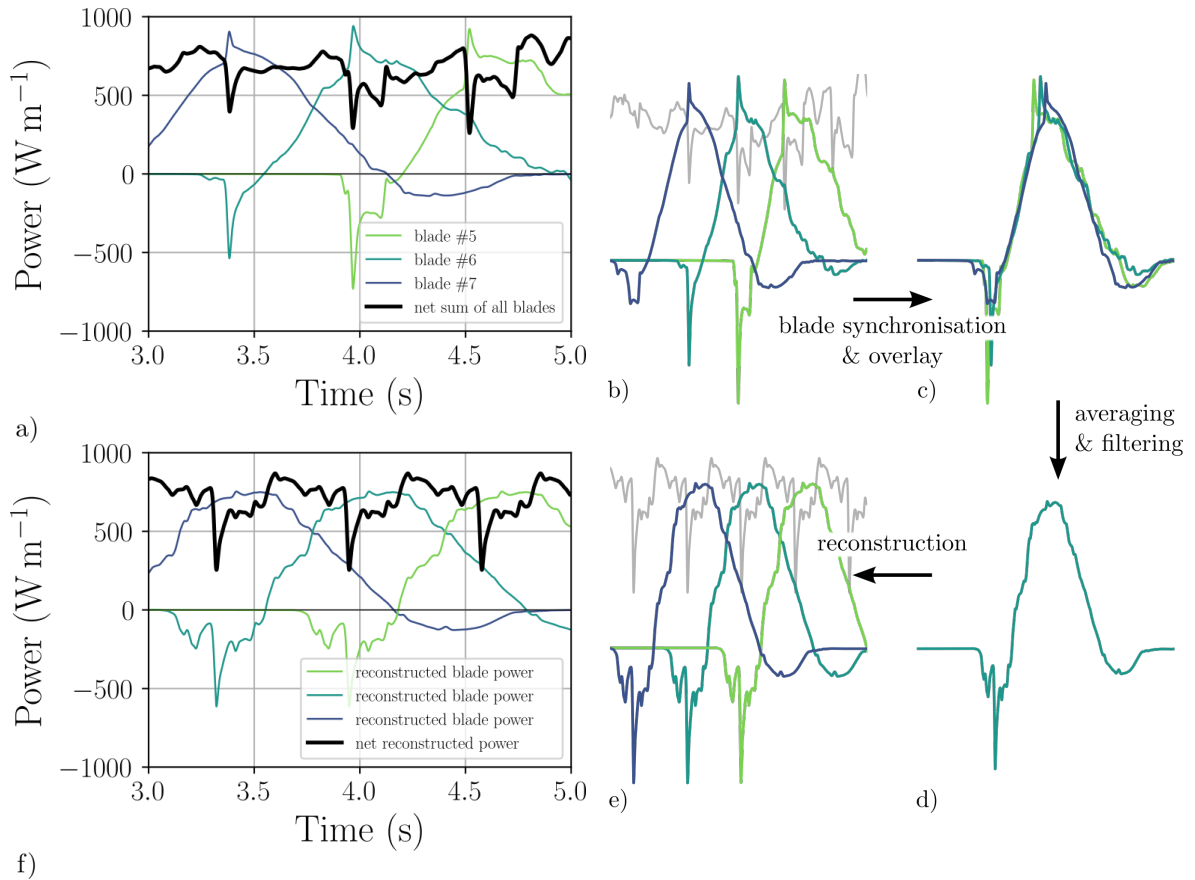 1000
500
0
−500
−1000
Power (W m−1)
3.0 3.5 4.0 4.5 5.0
Time (s)
blade #5
blade #6
blade #7
net sum of all blades
a)
b)
blade synchronisation
& overlay
c)
averaging
& filtering
1000
500
0
−500
−1000
Power (W m−1)
3.0 3.5 4.0 4.5 5.0
Time (s)
reconstructed blade power
reconstructed blade power
reconstructed blade power
net reconstructed power
reconstruction
e)
d)
f)